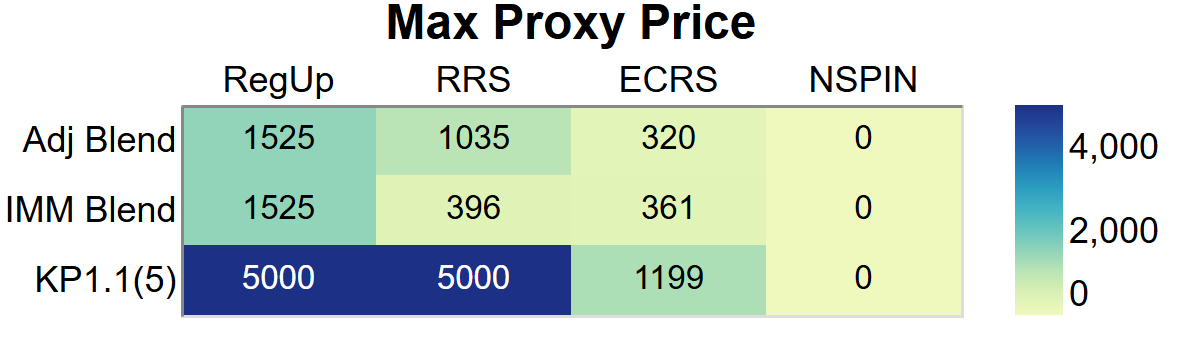 Max Proxy Price
RegUp RRS ECRS NSPIN
Adj Blend 1525 1035 320 0
IMM Blend 1525 396 361 0
KP1.1(5) 5000 5000 1199 0
4,000
2,000
0